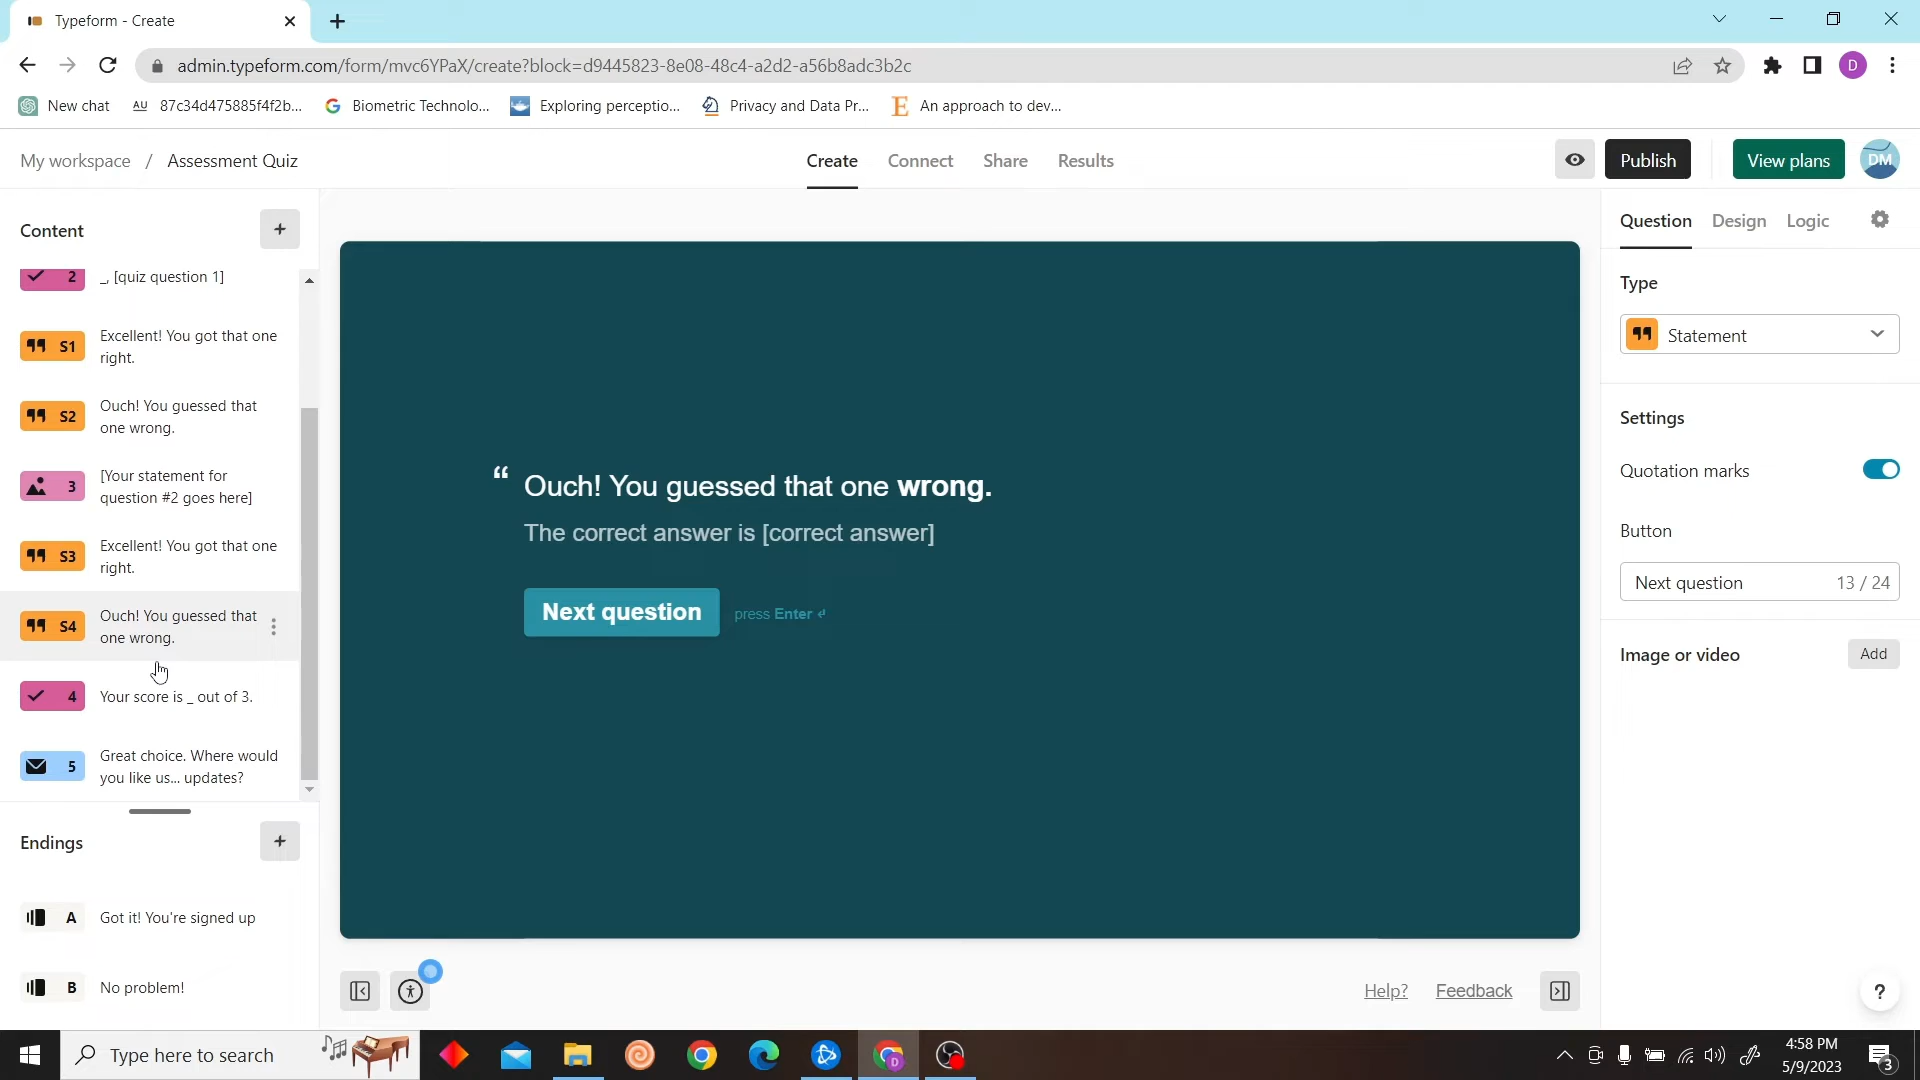 Typeform - Create
admin.typeform.com/form/mvc6YPaX/create?block=d9445823-8e08-48c4-a2d2-a56b8adc3b2c
D
New chat
AU 87c34d475885f4f2b...
Biometric Technolo...
Exploring perceptio...
Privacy and Data Pr...
E An approach to dev...
My workspace / Assessment Quiz
Create
Connect
Share
Results
Publish
View plans
DM
Content
+
2 _, [quiz question 1]
S1 Excellent! You got that one
right.
S2 Ouch! You guessed that
one wrong.
3 [Your statement for
question #2 goes here]
S3 Excellent! You got that one
right.
S4 Ouch! You guessed that
one wrong.
4 Your score is _ out of 3.
5 Great choice. Where would
you like us... updates?
Endings
+
A Got it! You're signed up
B No problem!
“ Ouch! You guessed that one wrong.
The correct answer is [correct answer]
Next question
press Enter ↵
Help?
Feedback
Question
Design
Logic
Type
Statement
Settings
Quotation marks
Button
Next question 13 / 24
Image or video
Add
?
Type here to search
D
4:58 PM
5/9/2023
3